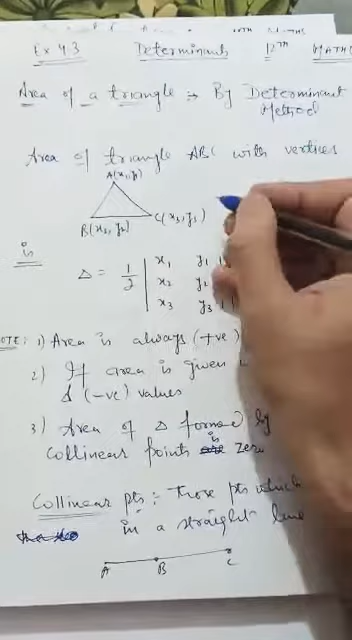 Ex 4.3 Determinants 12th MATHS
Area of a triangle :- By Determinant
Method
Area of triangle ABC with vertices
A(x1, y1)
C(x3, y3)
B(x2, y2)
is
Δ = 1/2 | x1 y1 1
x2 y2
x3 y3 1 |
NOTE: 1) Area is always (+ve)
2) If area is given
& (-ve) values
3) Area of Δ formed by
collinear points is zero
Collinear pts : those pts which
in a straight line
A B C